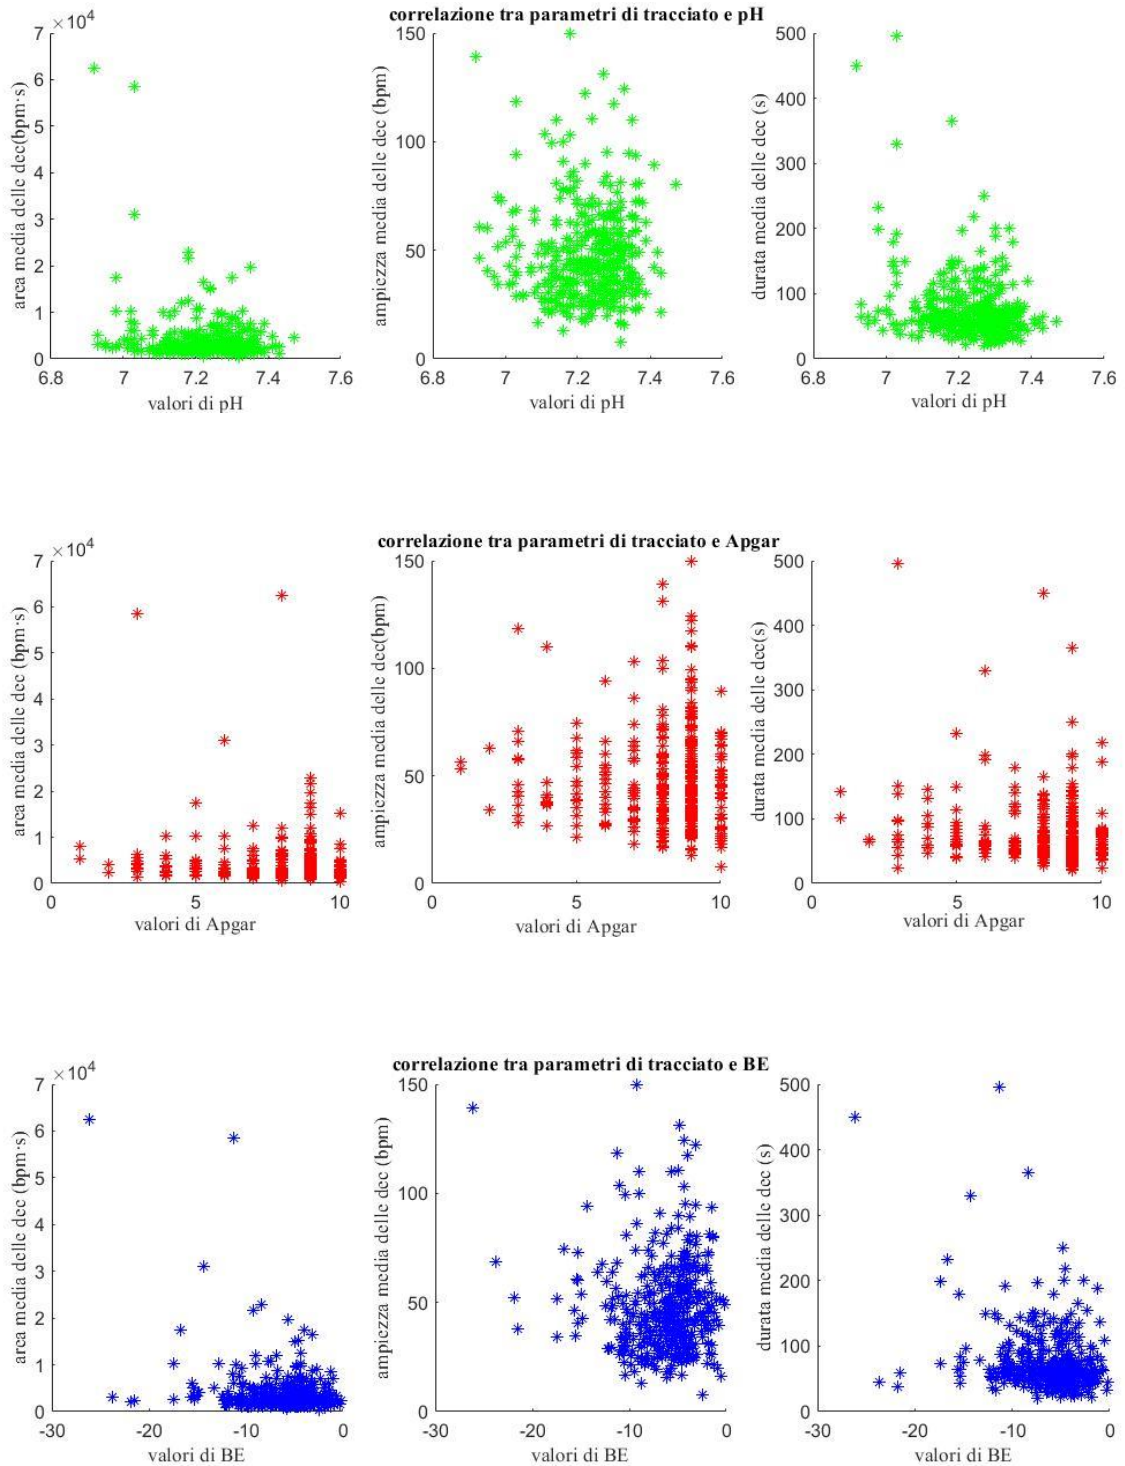 correlazione tra parametri di tracciato e pH
×10⁴
7
6
5
4
3
2
1
0
6.8 7 7.2 7.4 7.6
area media delle dec(bpm·s)
valori di pH
150
100
50
0
6.8 7 7.2 7.4 7.6
ampiezza media delle dec (bpm)
valori di pH
500
400
300
200
100
0
6.8 7 7.2 7.4 7.6
durata media delle dec (s)
valori di pH
correlazione tra parametri di tracciato e Apgar
×10⁴
7
6
5
4
3
2
1
0
0 5 10
area media delle dec (bpm·s)
valori di Apgar
150
100
50
0
0 5 10
ampiezza media delle dec(bpm)
valori di Apgar
500
400
300
200
100
0
0 5 10
durata media delle dec(s)
valori di Apgar
correlazione tra parametri di tracciato e BE
×10⁴
7
6
5
4
3
2
1
0
-30 -20 -10 0
area media delle dec (bpm·s)
valori di BE
150
100
50
0
-30 -20 -10 0
ampiezza media delle dec (bpm)
valori di BE
500
400
300
200
100
0
-30 -20 -10 0
durata media delle dec (s)
valori di BE